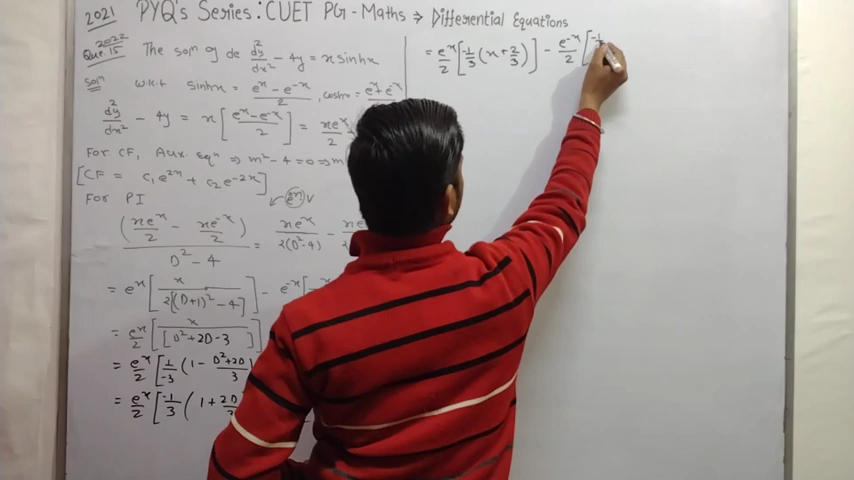 2021 PYQ's Series: CUET PG-Maths → Differential Equations
2022
Que. 15 The soln of de d²y/dx² - 4y = x sinhx
soln w.k.t sinhx = (e^x - e^-x)/2, coshx = (e^x + e^-x)/2
d²y/dx² - 4y = x[(e^x - e^-x)/2] = xe^x/2
For CF, Aux. Eqn ⇒ m² - 4 = 0 ⇒ m
[CF = c₁e^2x + c₂e^-2x]
For PI
(xe^x/2 - xe^-x/2)/(D² - 4) = xe^x/2(D²-4) -
= e^x[x/2[(D+1)² - 4]] - e^-x[
= e^x/2[x/[D² + 2D - 3]]
= e^x/2[1/-3(1 - (D² + 2D)/3)
= e^x/2[-1/3(1 + 2D/3
= e^x/2[-1/3(x + 2/3)] - e^-x/2[-1/3